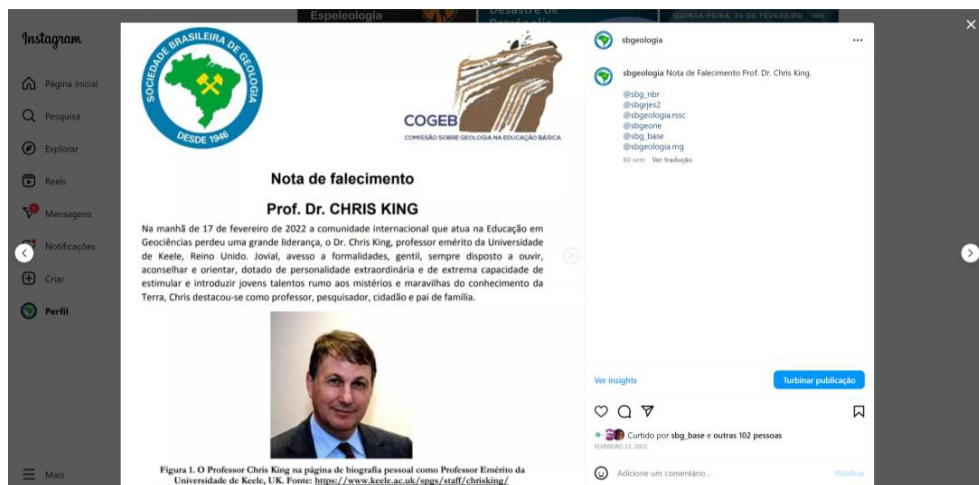 Espeleologia
Desastre de
Petrópolis
QUINTA-FEIRA, 24 DE FEVEREIRO 16H
Instagram
Página inicial
Pesquisa
Explorar
Reels
Mensagens
Notificações
Criar
Perfil
Mais
SOCIEDADE BRASILEIRA DE GEOLOGIA
DESDE 1946
COGEB
COMISSÃO SOBRE GEOLOGIA NA EDUCAÇÃO BÁSICA
Nota de falecimento
Prof. Dr. CHRIS KING
Na manhã de 17 de fevereiro de 2022 a comunidade internacional que atua na Educação em
Geociências perdeu uma grande liderança, o Dr. Chris King, professor emérito da Universidade
de Keele, Reino Unido. Jovial, avesso a formalidades, gentil, sempre disposto a ouvir,
aconselhar e orientar, dotado de personalidade extraordinária e de extrema capacidade de
estimular e introduzir jovens talentos rumo aos mistérios e maravilhas do conhecimento da
Terra, Chris destacou-se como professor, pesquisador, cidadão e pai de família.
Figura 1. O Professor Chris King na página de biografia pessoal como Professor Emérito da
Universidade de Keele, UK. Fonte: https://www.keele.ac.uk/spgs/staff/chrisking/
sbgeologia
sbgeologia Nota de Falecimento Prof. Dr. Chris King.
@sbg_nbr
@sbgrjes2
@sbgeologia.rssc
@sbgeone
@sbg_base
@sbgeologia.mg
60 sem Ver tradução
Ver insights
Turbinar publicação
Curtido por sbg_base e outras 102 pessoas
FEVEREIRO 23, 2022
Adicione um comentário...
Publicar